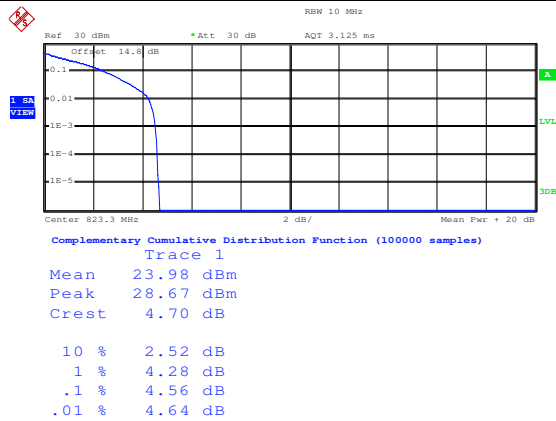 RBW 10 MHz
Ref 30 dBm * Att 30 dB AQT 3.125 ms
Offset 14.8 dB
0.1
A
0.01
1 SA
VIEW
1E-3
LVL
1E-4
1E-5
3DB
Center 823.3 MHz 2 dB/ Mean Pwr + 20 dB
Complementary Cumulative Distribution Function (100000 samples)
Trace 1
Mean 23.98 dBm
Peak 28.67 dBm
Crest 4.70 dB
10 % 2.52 dB
1 % 4.28 dB
.1 % 4.56 dB
.01 % 4.64 dB